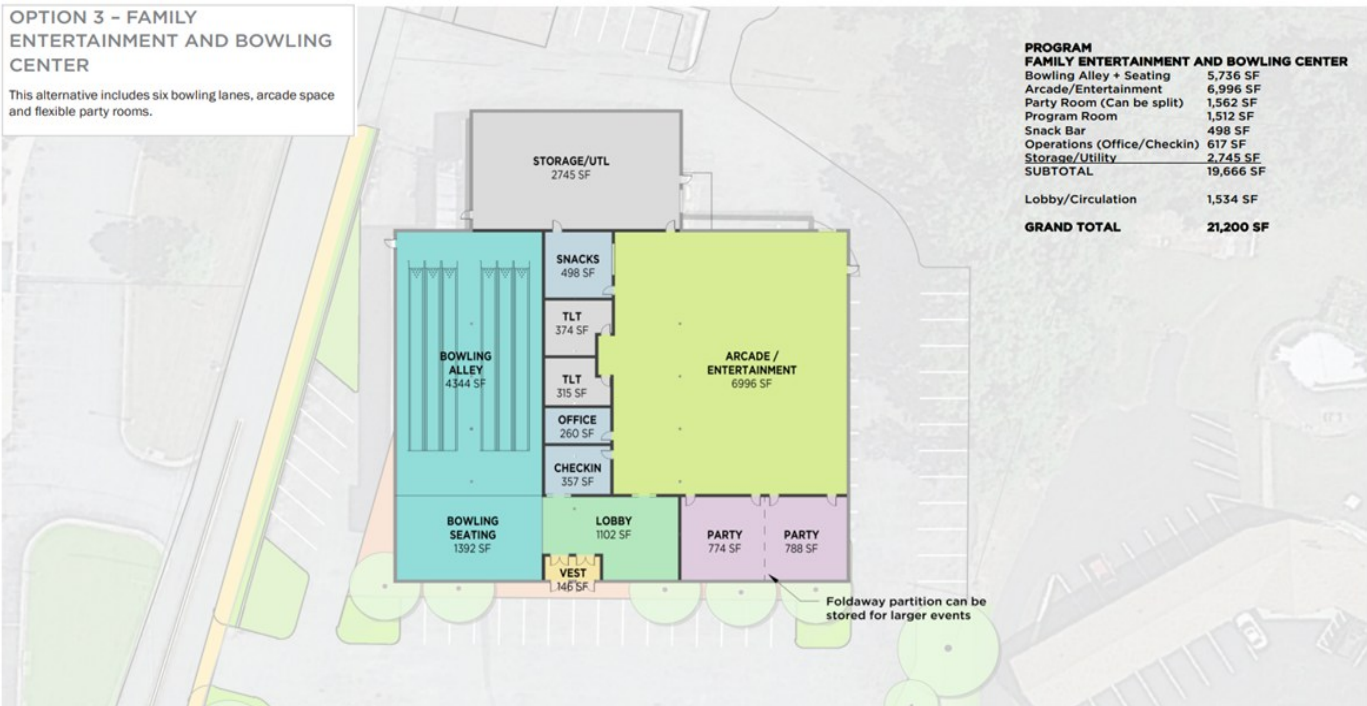 OPTION 3 – FAMILY
ENTERTAINMENT AND BOWLING
CENTER
This alternative includes six bowling lanes, arcade space
and flexible party rooms.
PROGRAM
FAMILY ENTERTAINMENT AND BOWLING CENTER
Bowling Alley + Seating 5,736 SF
Arcade/Entertainment 6,996 SF
Party Room (Can be split) 1,562 SF
Program Room 1,512 SF
Snack Bar 498 SF
Operations (Office/Checkin) 617 SF
Storage/Utility 2,745 SF
SUBTOTAL 19,666 SF
Lobby/Circulation 1,534 SF
GRAND TOTAL 21,200 SF
STORAGE/UTL
2745 SF
SNACKS
498 SF
TLT
374 SF
BOWLING
ALLEY
4344 SF
ARCADE /
ENTERTAINMENT
6996 SF
TLT
315 SF
OFFICE
260 SF
CHECKIN
357 SF
BOWLING
SEATING
1392 SF
LOBBY
1102 SF
PARTY
774 SF
PARTY
788 SF
VEST
146 SF
Foldaway partition can be
stored for larger events